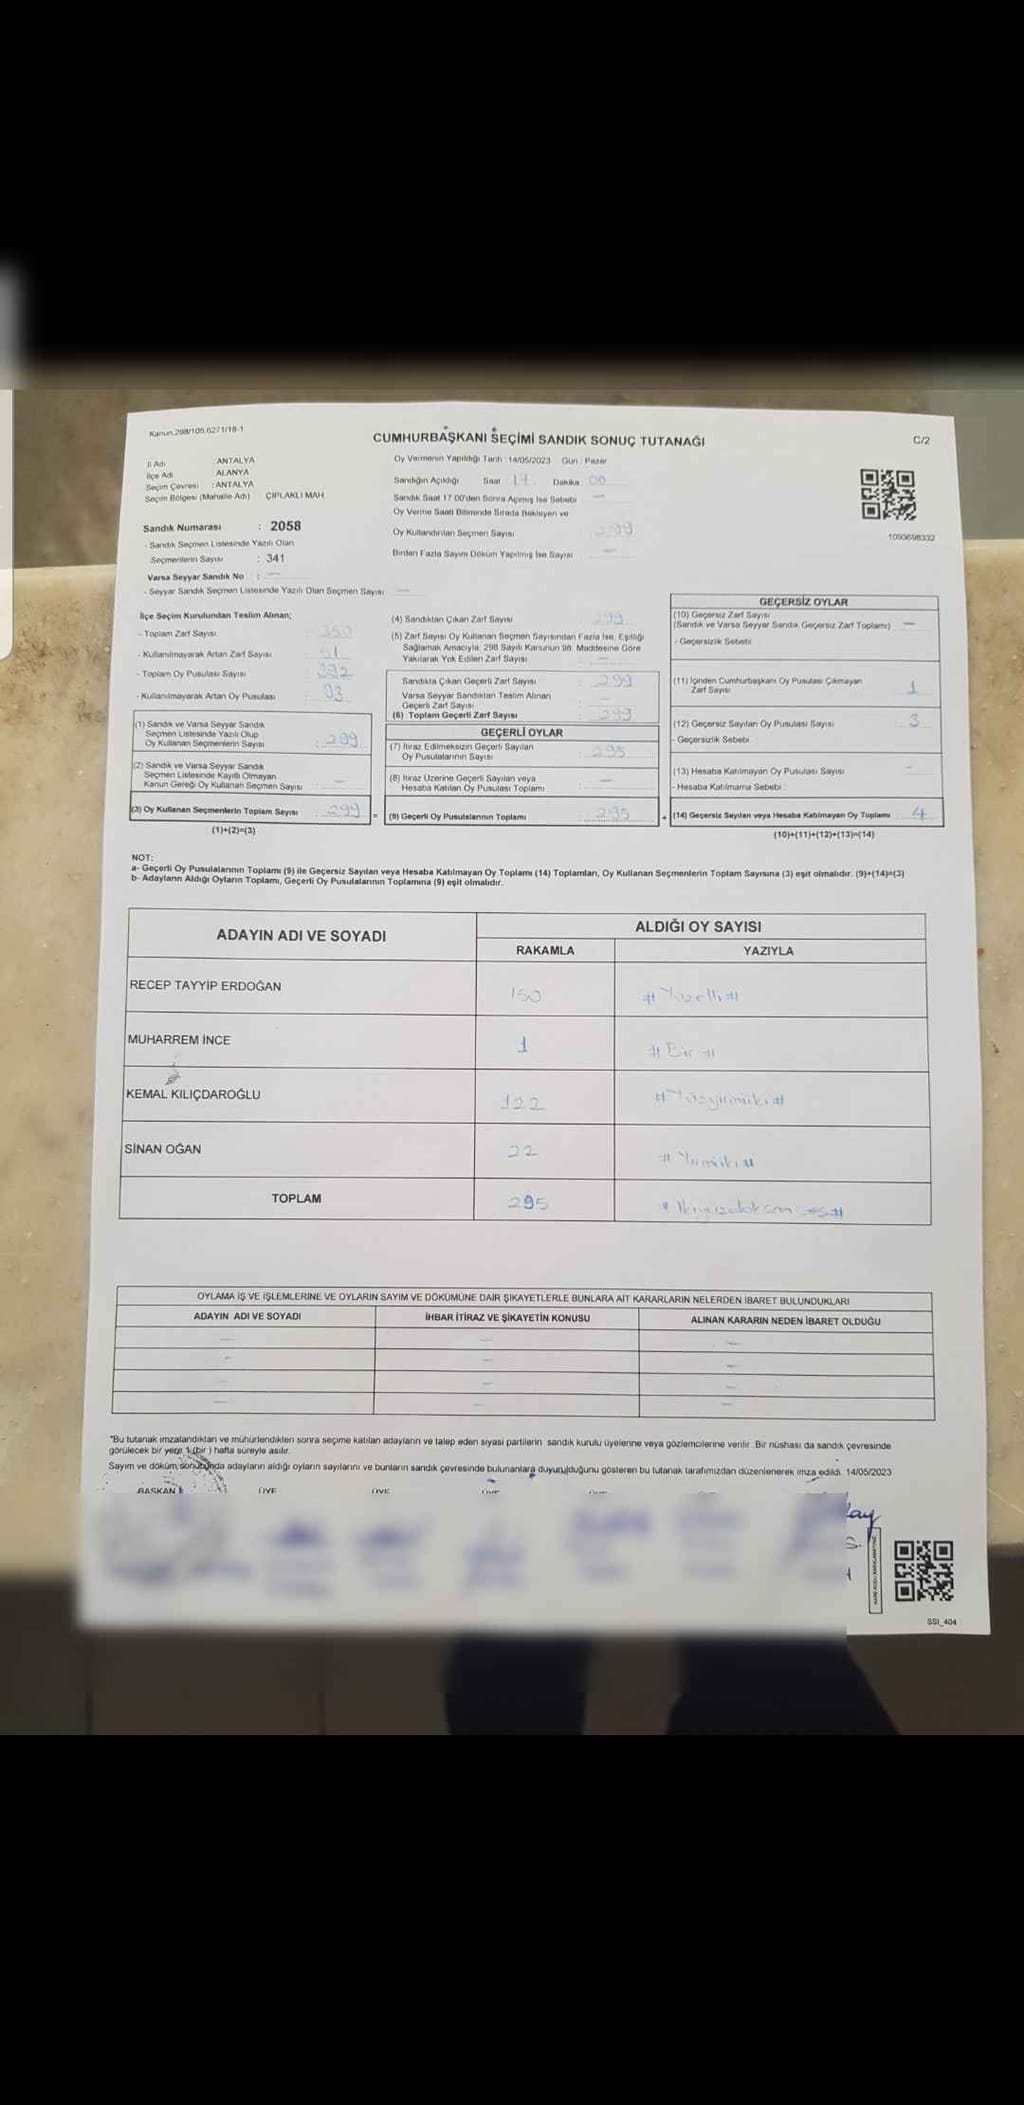 Kanun.298/105,6271/18-1
CUMHURBAŞKANI SEÇİMİ SANDIK SONUÇ TUTANAĞI
C/2
İl Adı : ANTALYA
İlçe Adı : ALANYA
Seçim Çevresi : ANTALYA
Seçim Bölgesi (Mahalle Adı) ÇIPLAKLI MAH.
Sandık Numarası : 2058
- Sandık Seçmen Listesinde Yazılı Olan
Seçmenlerin Sayısı : 341
Varsa Seyyar Sandık No : —
- Seyyar Sandık Seçmen Listesinde Yazılı Olan Seçmen Sayısı —
Oy Vermenin Yapıldığı Tarih : 14/05/2023 Gün : Pazar
Sandığın Açıldığı Saat : 17 Dakika : 00
Sandık Saat 17:00'den Sonra Açılmış İse Sebebi —
Oy Verme Saati Bitiminde Sırada Bekleyen ve
Oy Kullandırılan Seçmen Sayısı : 299
Birden Fazla Sayım Döküm Yapılmış İse Sayısı —
1090698332
İlçe Seçim Kurulundan Teslim Alınan;
- Toplam Zarf Sayısı : 350
- Kullanılmayarak Artan Zarf Sayısı : 51
- Toplam Oy Pusulası Sayısı : 392
- Kullanılmayarak Artan Oy Pusulası : 93
(1) Sandık ve Varsa Seyyar Sandık
Seçmen Listesinde Yazılı Olup
Oy Kullanan Seçmenlerin Sayısı : 299
(2) Sandık ve Varsa Seyyar Sandık
Seçmen Listesinde Kayıtlı Olmayan
Kanun Gereği Oy Kullanan Seçmen Sayısı —
(3) Oy Kullanan Seçmenlerin Toplam Sayısı : 299
(1)+(2)=(3)
(4) Sandıktan Çıkan Zarf Sayısı : 299
(5) Zarf Sayısı Oy Kullanan Seçmen Sayısından Fazla İse, Eşitliği
Sağlamak Amacıyla, 298 Sayılı Kanunun 98. Maddesine Göre
Yakılarak Yok Edilen Zarf Sayısı : —
Sandıkta Çıkan Geçerli Zarf Sayısı : 299
Varsa Seyyar Sandıktan Teslim Alınan
Geçerli Zarf Sayısı : —
(6) Toplam Geçerli Zarf Sayısı : 299
GEÇERLİ OYLAR
(7) İtiraz Edilmeksizin Geçerli Sayılan
Oy Pusulalarının Sayısı : 295
(8) İtiraz Üzerine Geçerli Sayılan veya
Hesaba Katılan Oy Pusulası Toplamı —
= (9) Geçerli Oy Pusulalarının Toplamı : 295
GEÇERSİZ OYLAR
(10) Geçersiz Zarf Sayısı
(Sandık ve Varsa Seyyar Sandık Geçersiz Zarf Toplamı) —
- Geçersizlik Sebebi
(11) İçinden Cumhurbaşkanı Oy Pusulası Çıkmayan
Zarf Sayısı 1
(12) Geçersiz Sayılan Oy Pusulası Sayısı 3
- Geçersizlik Sebebi
(13) Hesaba Katılmayan Oy Pusulası Sayısı —
- Hesaba Katılmama Sebebi :
+ (14) Geçersiz Sayılan veya Hesaba Katılmayan Oy Toplamı 4
(10)+(11)+(12)+(13)=(14)
NOT:
a- Geçerli Oy Pusulalarının Toplamı (9) ile Geçersiz Sayılan veya Hesaba Katılmayan Oy Toplamı (14) Toplamları, Oy Kullanan Seçmenlerin Toplam Sayısına (3) eşit olmalıdır. (9)+(14)=(3)
b- Adayların Aldığı Oyların Toplamı, Geçerli Oy Pusulalarının Toplamına (9) eşit olmalıdır.
ADAYIN ADI VE SOYADI ALDIĞI OY SAYISI
RAKAMLA YAZIYLA
RECEP TAYYİP ERDOĞAN 150 #Yüzelli#
MUHARREM İNCE 1 #Bir#
KEMAL KILIÇDAROĞLU 122 #Yüzyirmiiki#
SİNAN OĞAN 22 #Yirmiiki#
TOPLAM 295 #İkiyüzdoksanbeş#
OYLAMA İŞ VE İŞLEMLERİNE VE OYLARIN SAYIM VE DÖKÜMÜNE DAİR ŞİKAYETLERLE BUNLARA AİT KARARLARIN NELERDEN İBARET BULUNDUKLARI
ADAYIN ADI VE SOYADI İHBAR İTİRAZ VE ŞİKAYETİN KONUSU ALINAN KARARIN NEDEN İBARET OLDUĞU
— — —
— — —
— — —
— — —
*Bu tutanak imzalandıktan ve mühürlendikten sonra seçime katılan adayların ve talep eden siyasi partilerin sandık kurulu üyelerine veya gözlemcilerine verilir. Bir nüshası da sandık çevresinde
görülecek bir yere 1 (bir) hafta süreyle asılır.
Sayım ve döküm sonucunda adayların aldığı oyların sayılarını ve bunların sandık çevresinde bulunanlara duyurulduğunu gösteren bu tutanak tarafımızdan düzenlenerek imza edildi. 14/05/2023
BAŞKAN ÜYE ÜYE ÜYE ÜYE
SSI_404